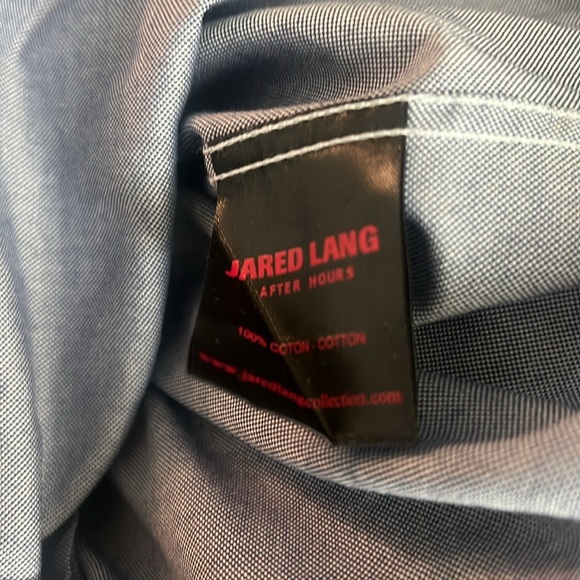 JARED LANG
AFTER HOURS
100% COTON - COTTON
www.jaredlangcollection.com